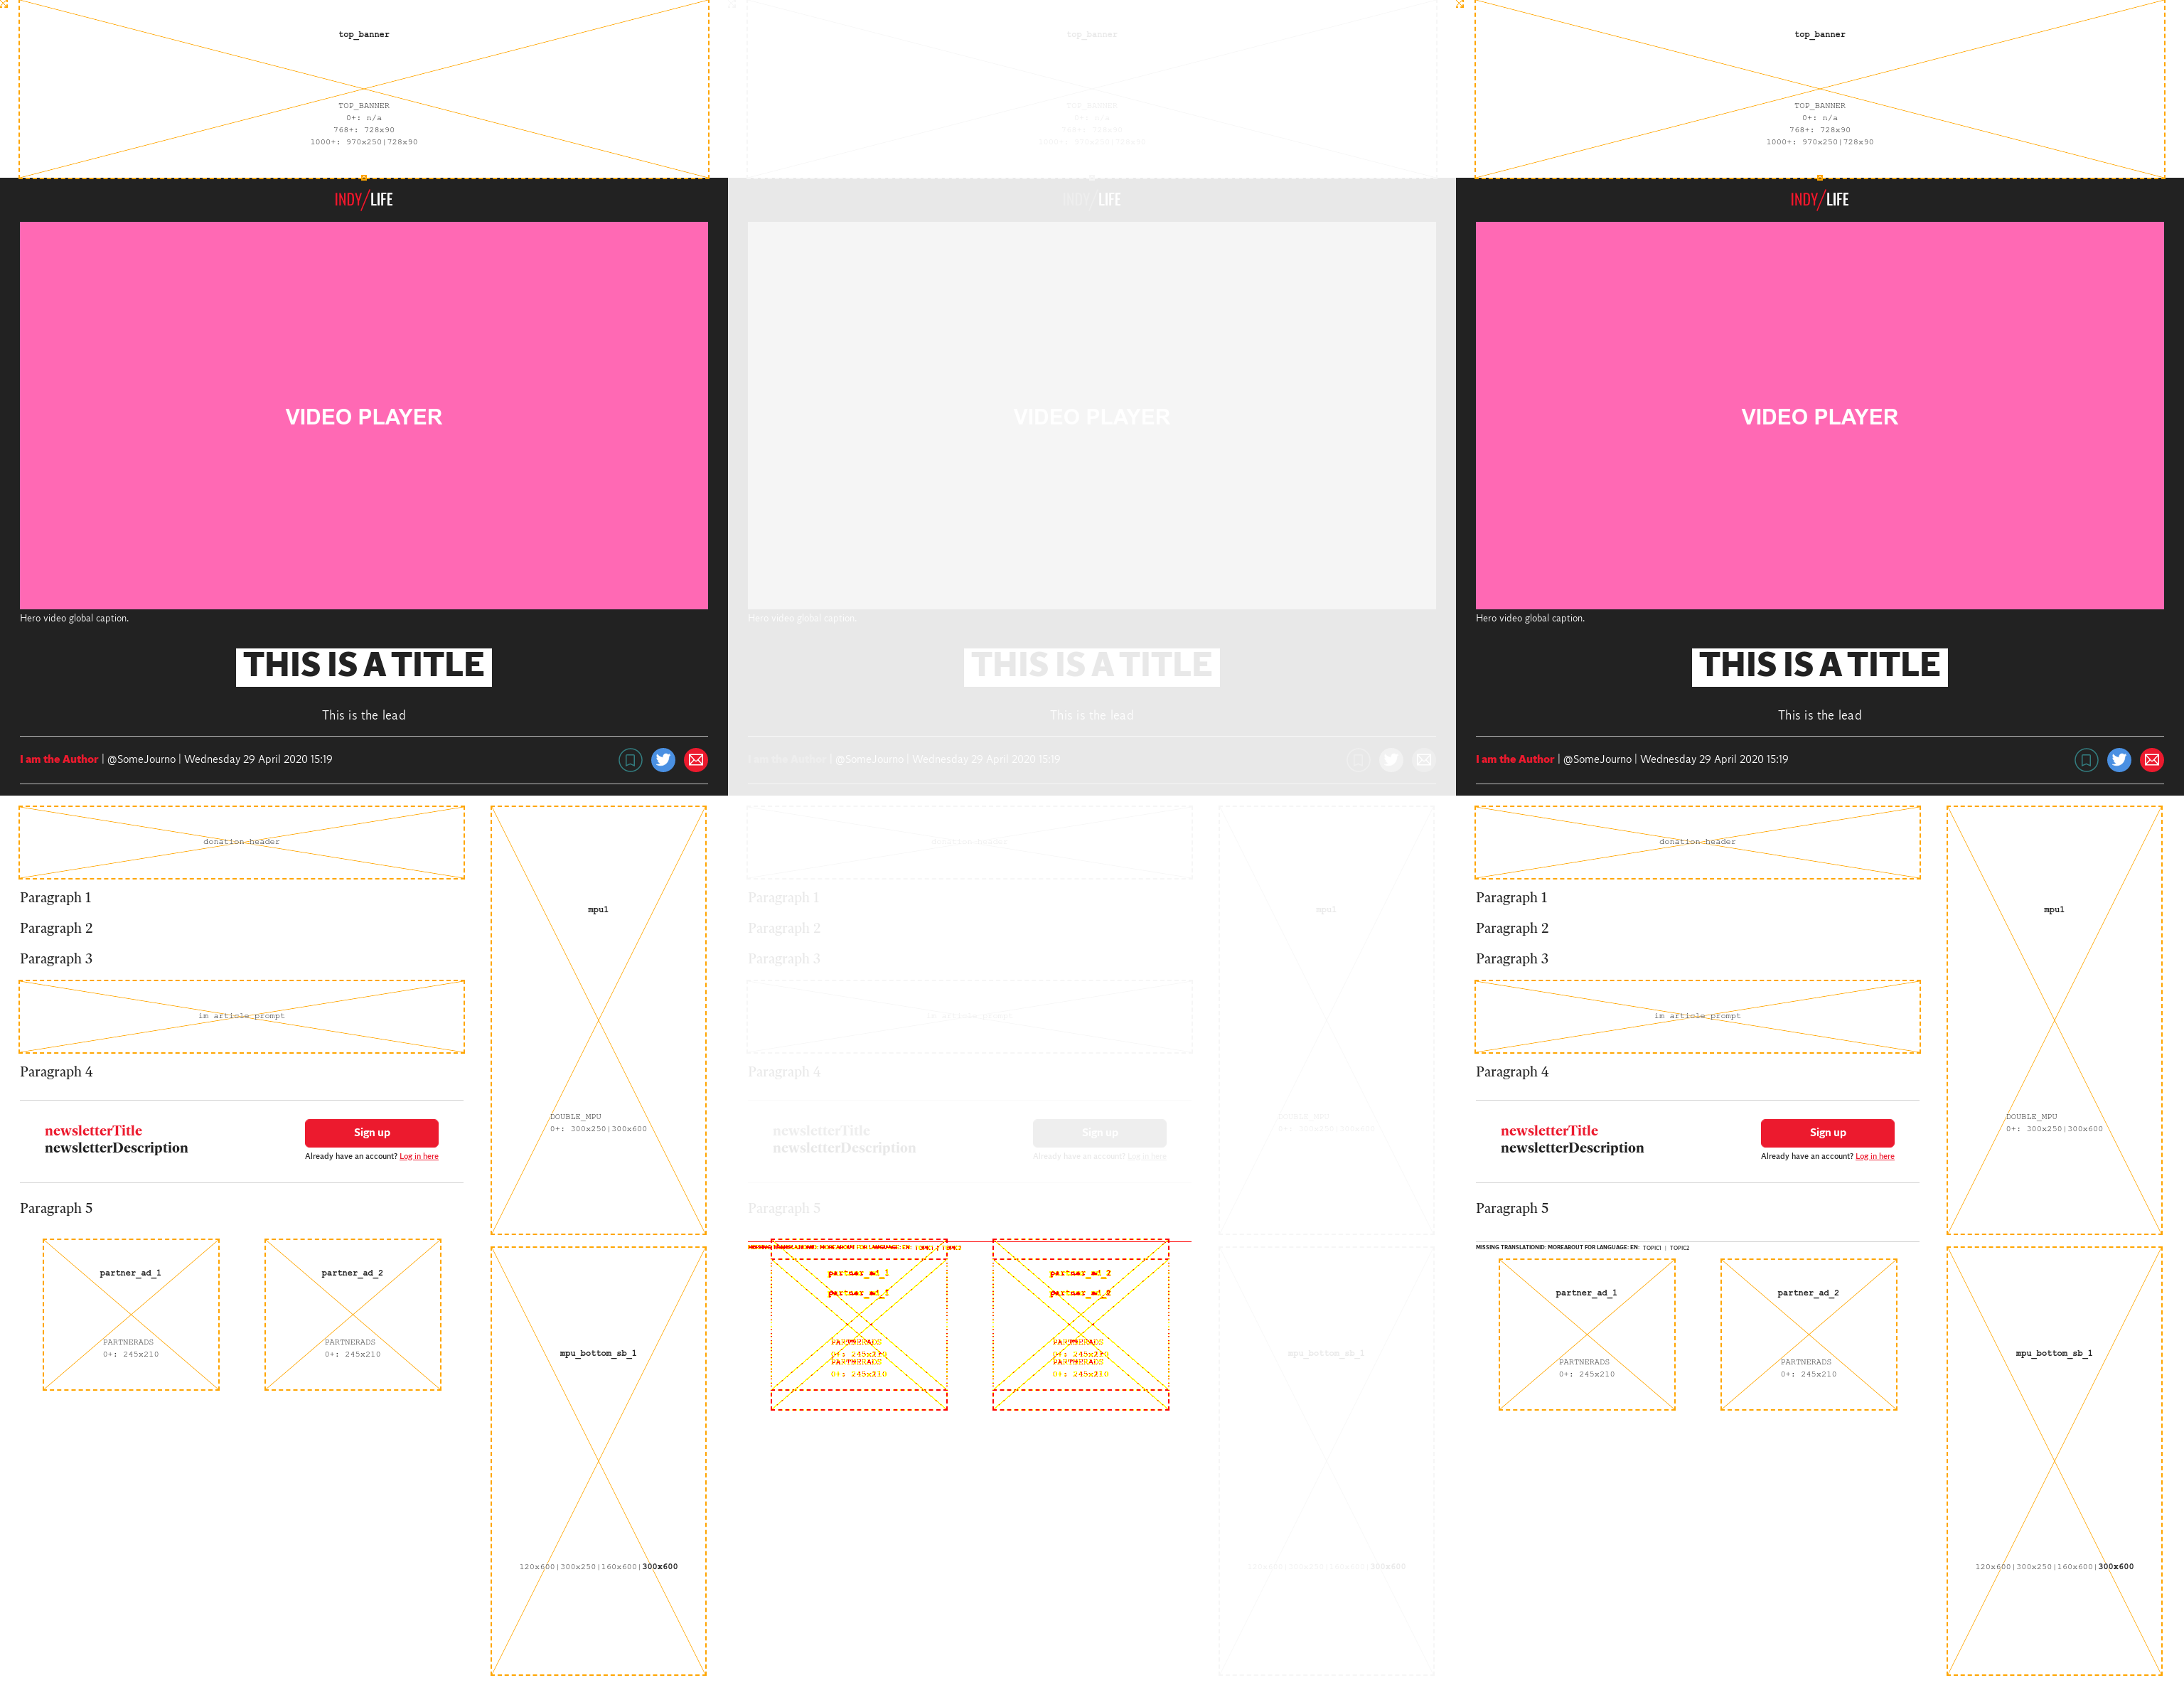 top_banner
TOP_BANNER
0+: n/a
768+: 728x90
1000+: 970x250|728x90
INDY/LIFE
VIDEO PLAYER
Hero video global caption.
THIS IS A TITLE
This is the lead
I am the Author | @SomeJourno | Wednesday 29 April 2020 15:19
donation header
Paragraph 1
Paragraph 2
Paragraph 3
im article prompt
Paragraph 4
newsletterTitle
newsletterDescription
Sign up
Already have an account? Log in here
Paragraph 5
partner_ad_1
PARTNERADS
0+: 245x210
partner_ad_2
PARTNERADS
0+: 245x210
mpu1
DOUBLE_MPU
0+: 300x250|300x600
mpu_bottom_sb_1
120x600|300x250|160x600|300x600
top_banner
TOP_BANNER
0+: n/a
768+: 728x90
1000+: 970x250|728x90
INDY/LIFE
VIDEO PLAYER
Hero video global caption.
THIS IS A TITLE
This is the lead
I am the Author | @SomeJourno | Wednesday 29 April 2020 15:19
donation header
Paragraph 1
Paragraph 2
Paragraph 3
im article prompt
Paragraph 4
newsletterTitle
newsletterDescription
Sign up
Already have an account? Log in here
Paragraph 5
partner_ad_1
partner_ad_1
PARTNERADS
0+: 245x210
PARTNERADS
0+: 245x210
partner_ad_2
partner_ad_2
PARTNERADS
0+: 245x210
PARTNERADS
0+: 245x210
mpu1
DOUBLE_MPU
0+: 300x250|300x600
mpu_bottom_sb_1
120x600|300x250|160x600|300x600
top_banner
TOP_BANNER
0+: n/a
768+: 728x90
1000+: 970x250|728x90
INDY/LIFE
VIDEO PLAYER
Hero video global caption.
THIS IS A TITLE
This is the lead
I am the Author | @SomeJourno | Wednesday 29 April 2020 15:19
donation header
Paragraph 1
Paragraph 2
Paragraph 3
im article prompt
Paragraph 4
newsletterTitle
newsletterDescription
Sign up
Already have an account? Log in here
Paragraph 5
MISSING TRANSLATIONID: MOREABOUT FOR LANGUAGE: EN: TOPIC1 | TOPIC2
partner_ad_1
PARTNERADS
0+: 245x210
partner_ad_2
PARTNERADS
0+: 245x210
mpu1
DOUBLE_MPU
0+: 300x250|300x600
mpu_bottom_sb_1
120x600|300x250|160x600|300x600